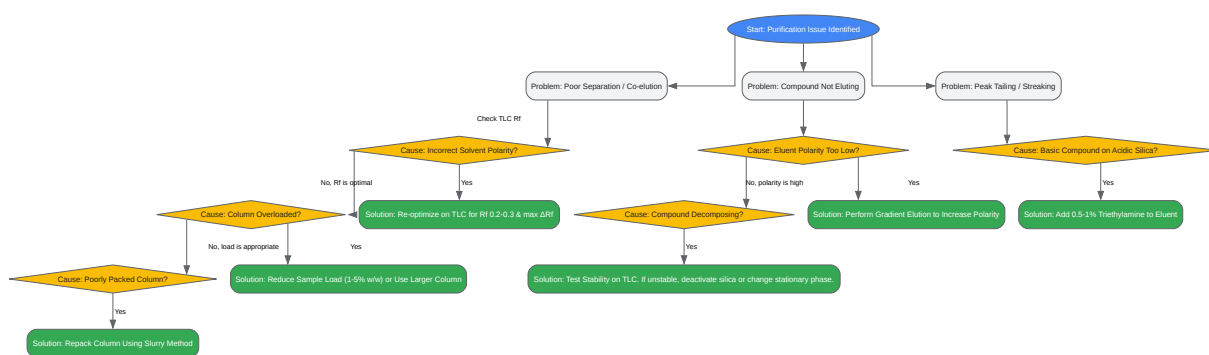 Start: Purification Issue Identified
Problem: Poor Separation / Co-elution
Problem: Compound Not Eluting
Problem: Peak Tailing / Streaking
Check TLC Rf
Cause: Incorrect Solvent Polarity?
Cause: Eluent Polarity Too Low?
Cause: Basic Compound on Acidic Silica?
No, Rf is optimal
Yes
No, polarity is high
Yes
Yes
Cause: Column Overloaded?
Solution: Re-optimize on TLC for Rf 0.2-0.3 & max ΔRf
Cause: Compound Decomposing?
Solution: Perform Gradient Elution to Increase Polarity
Solution: Add 0.5-1% Triethylamine to Eluent
No, load is appropriate
Yes
Yes
Cause: Poorly Packed Column?
Solution: Reduce Sample Load (1-5% w/w) or Use Larger Column
Solution: Test Stability on TLC. If unstable, deactivate silica or change stationary phase.
Yes
Solution: Repack Column Using Slurry Method